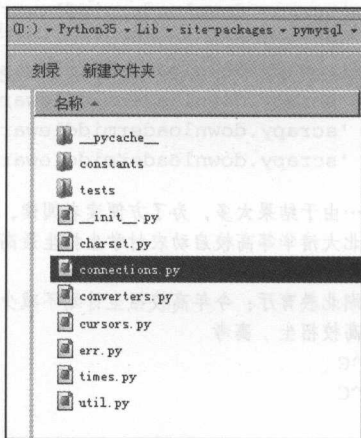 (D:) ▾ Python35 ▾ Lib ▾ site-packages ▾ pymysql ▾
刻录 新建文件夹
名称 ▴
__pycache__
constants
tests
__init__.py
charset.py
connections.py
converters.py
cursors.py
err.py
times.py
util.py